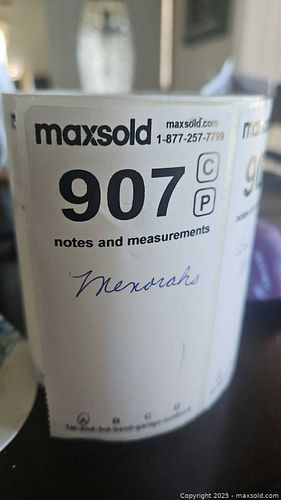 maxsold maxsold.com
1-877-257-7799
907 C
P
notes and measurements
Menorahs
A B C D
Copyright 2025 - maxsold.com